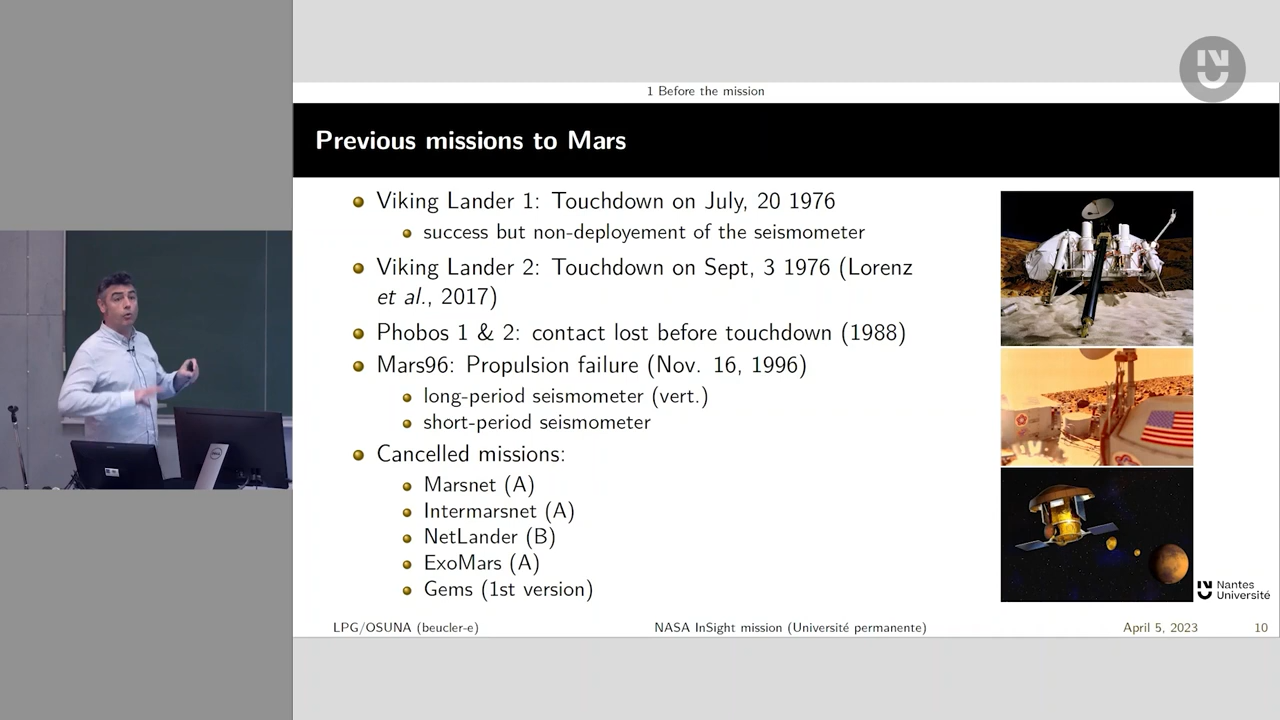 1 Before the mission
Previous missions to Mars
Viking Lander 1: Touchdown on July, 20 1976
success but non-deployement of the seismometer
Viking Lander 2: Touchdown on Sept, 3 1976 (Lorenz
et al., 2017)
Phobos 1 & 2: contact lost before touchdown (1988)
Mars96: Propulsion failure (Nov. 16, 1996)
long-period seismometer (vert.)
short-period seismometer
Cancelled missions:
Marsnet (A)
Intermarsnet (A)
NetLander (B)
ExoMars (A)
Gems (1st version)
Nantes
Université
LPG/OSUNA (beucler-e)
NASA InSight mission (Université permanente)
April 5, 2023
10
DELL